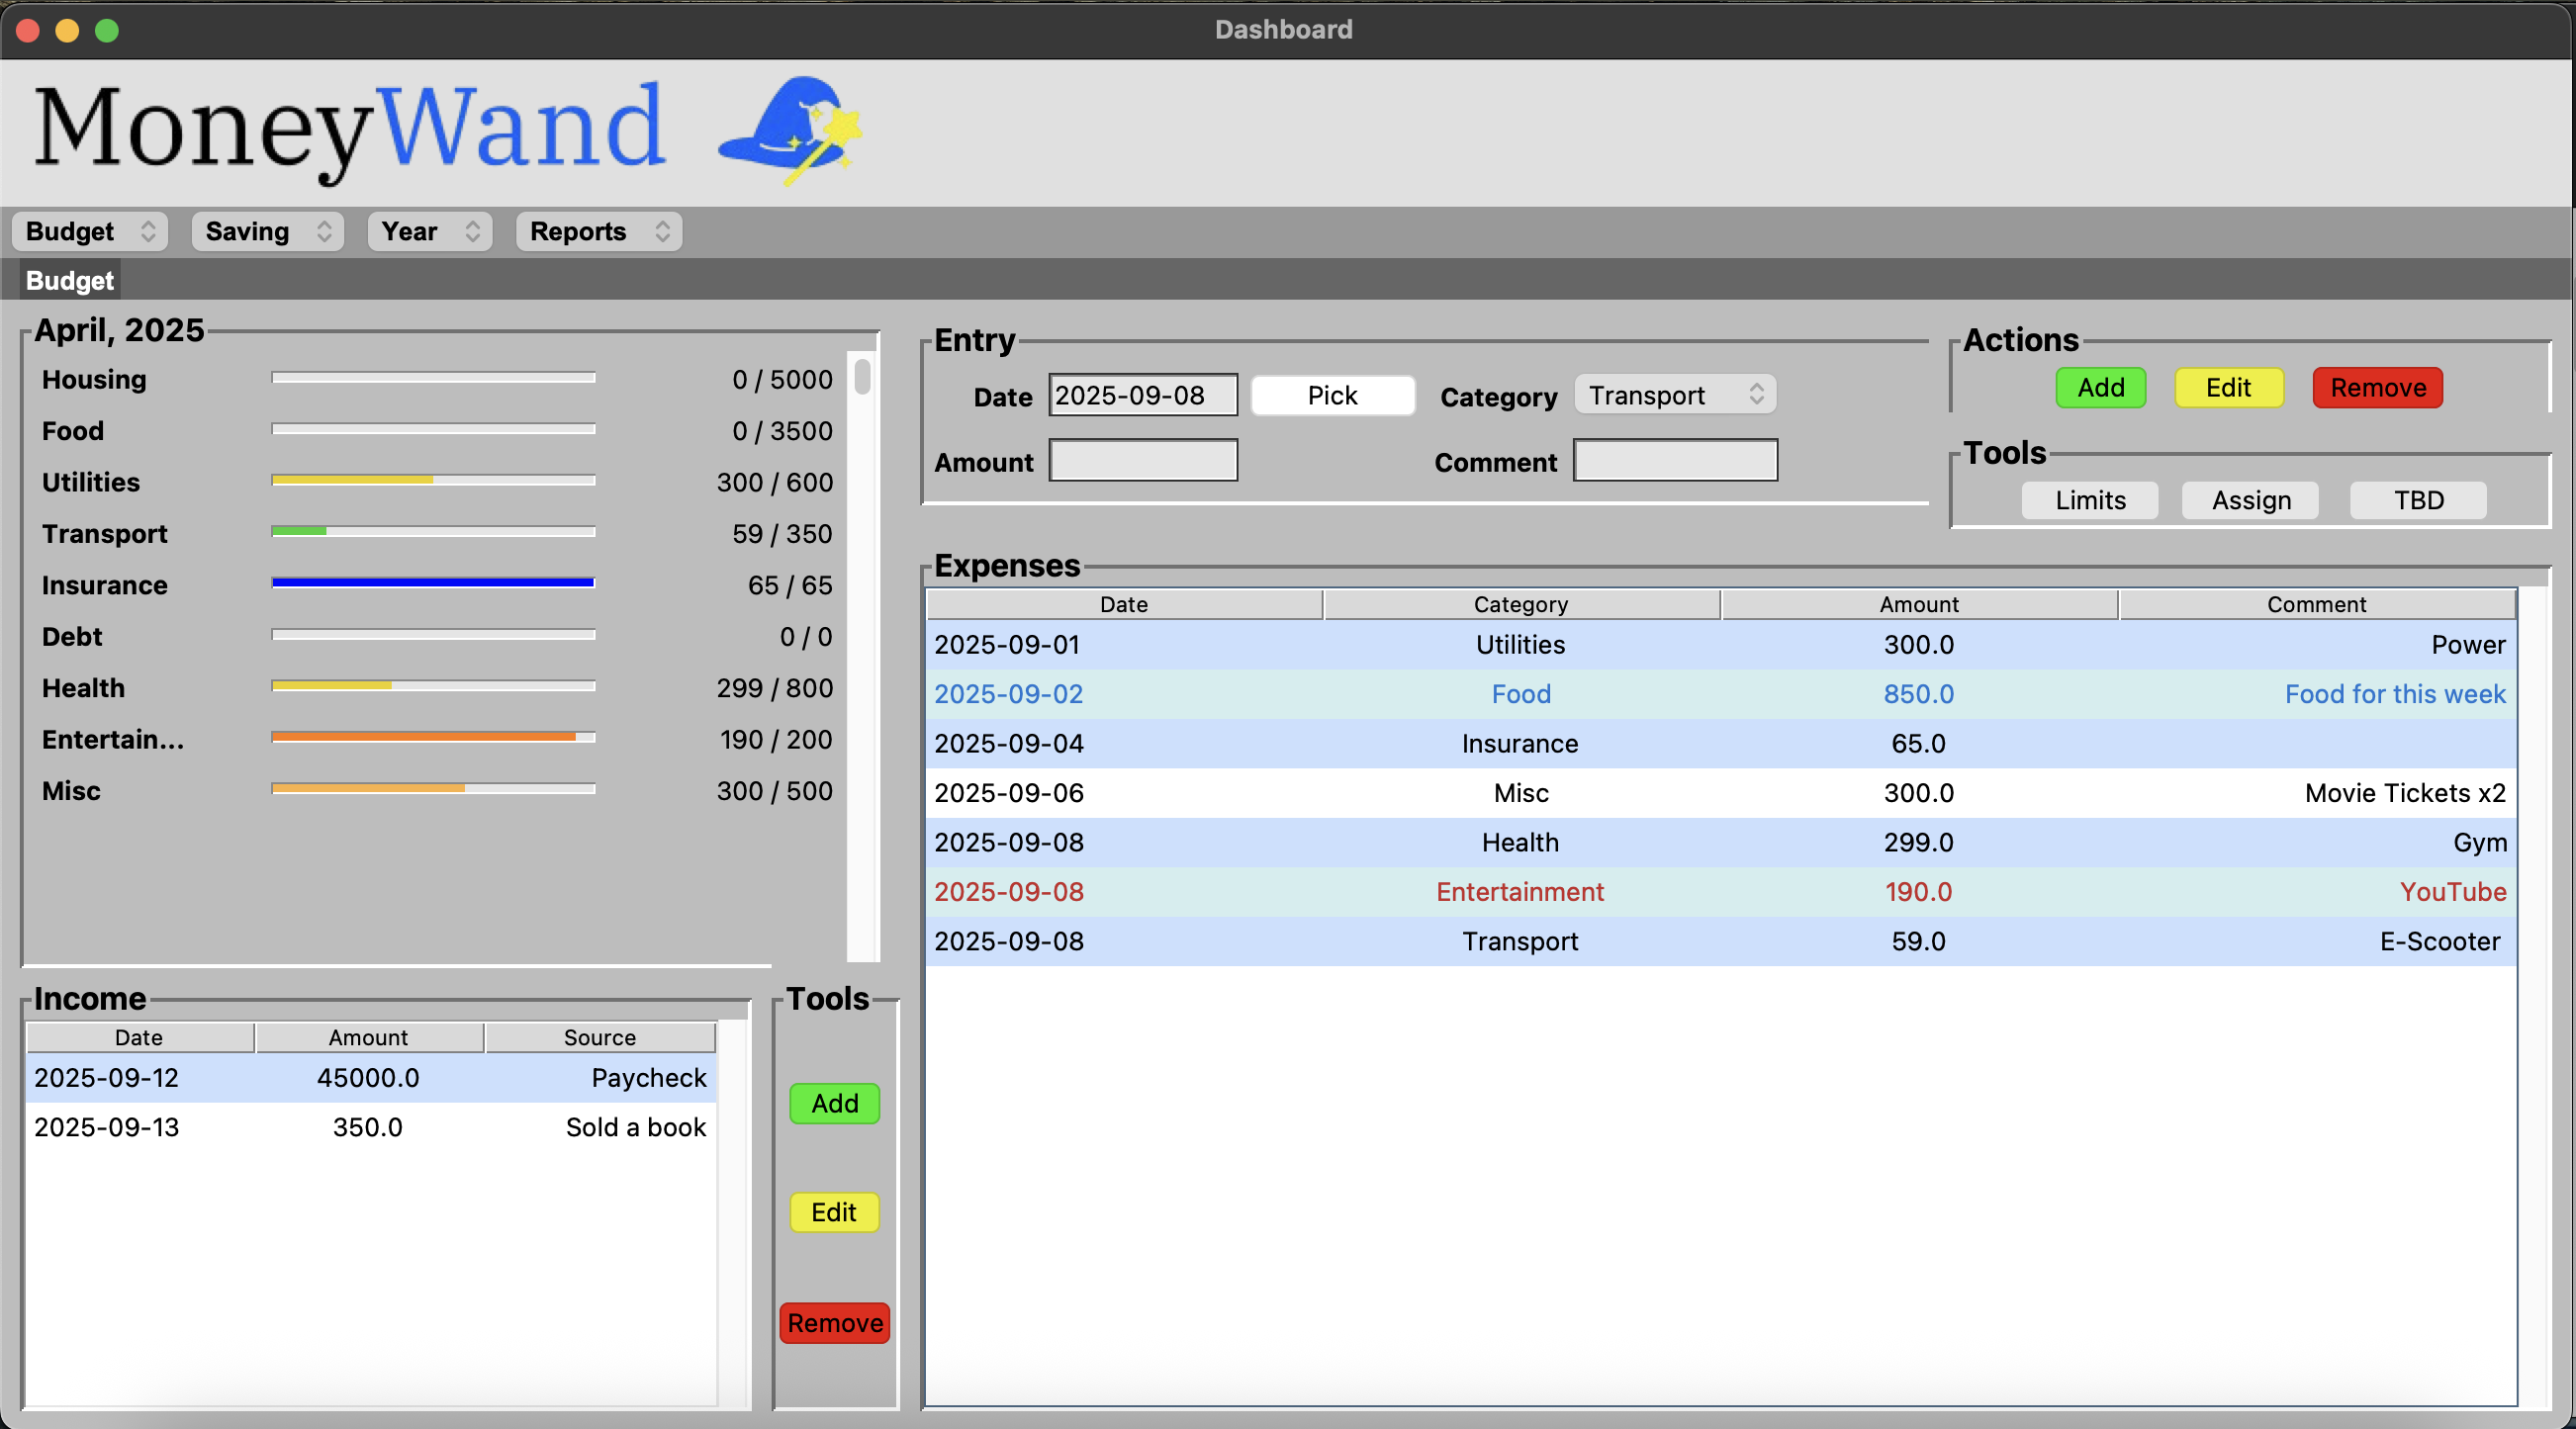 Dashboard
MoneyWand
Budget Saving Year Reports
Budget
April, 2025
Housing 0 / 5000
Food 0 / 3500
Utilities 300 / 600
Transport 59 / 350
Insurance 65 / 65
Debt 0 / 0
Health 299 / 800
Entertain... 190 / 200
Misc 300 / 500
Income
Date Amount Source
2025-09-12 45000.0 Paycheck
2025-09-13 350.0 Sold a book
Tools
Add
Edit
Remove
Entry
Date 2025-09-08 Pick Category Transport
Amount Comment
Actions
Add Edit Remove
Tools
Limits Assign TBD
Expenses
Date Category Amount Comment
2025-09-01 Utilities 300.0 Power
2025-09-02 Food 850.0 Food for this week
2025-09-04 Insurance 65.0
2025-09-06 Misc 300.0 Movie Tickets x2
2025-09-08 Health 299.0 Gym
2025-09-08 Entertainment 190.0 YouTube
2025-09-08 Transport 59.0 E-Scooter